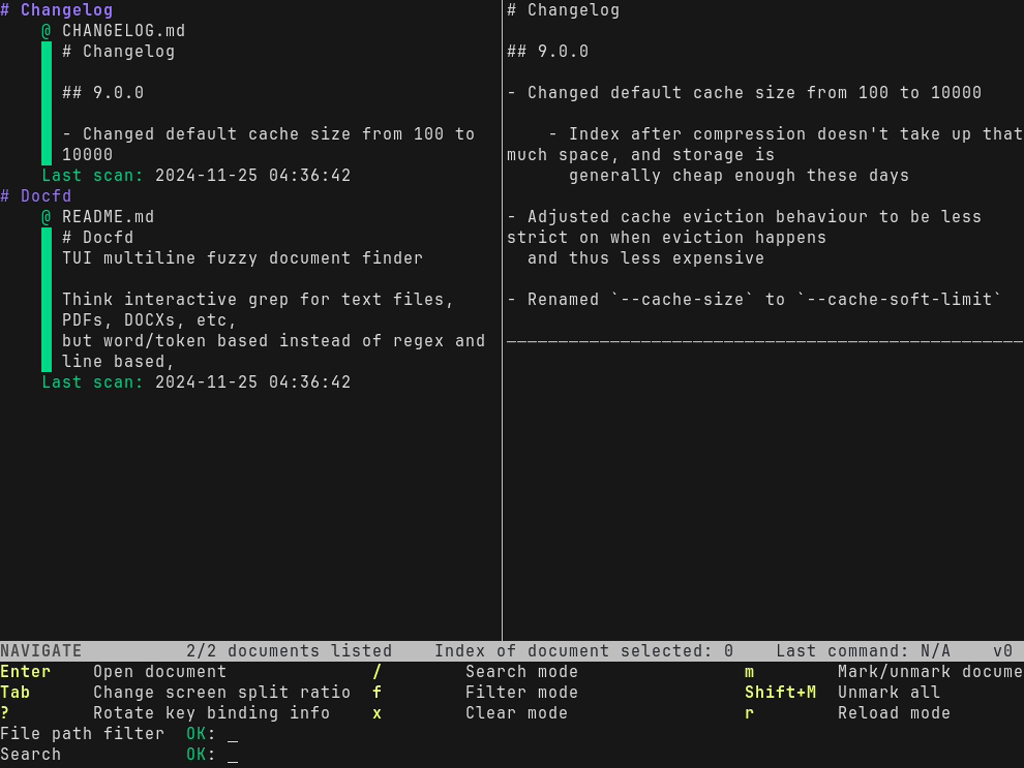 # Changelog
@ CHANGELOG.md
# Changelog
## 9.0.0
- Changed default cache size from 100 to
10000
Last scan: 2024-11-25 04:36:42
# Docfd
@ README.md
# Docfd
TUI multiline fuzzy document finder
Think interactive grep for text files,
PDFs, DOCXs, etc,
but word/token based instead of regex and
line based,
Last scan: 2024-11-25 04:36:42
# Changelog
## 9.0.0
- Changed default cache size from 100 to 10000
- Index after compression doesn't take up that
much space, and storage is
generally cheap enough these days
- Adjusted cache eviction behaviour to be less
strict on when eviction happens
and thus less expensive
- Renamed `--cache-size` to `--cache-soft-limit`
NAVIGATE 2/2 documents listed Index of document selected: 0 Last command: N/A v0
Enter Open document / Search mode m Mark/unmark docume
Tab Change screen split ratio f Filter mode Shift+M Unmark all
? Rotate key binding info x Clear mode r Reload mode
File path filter OK: _
Search OK: _